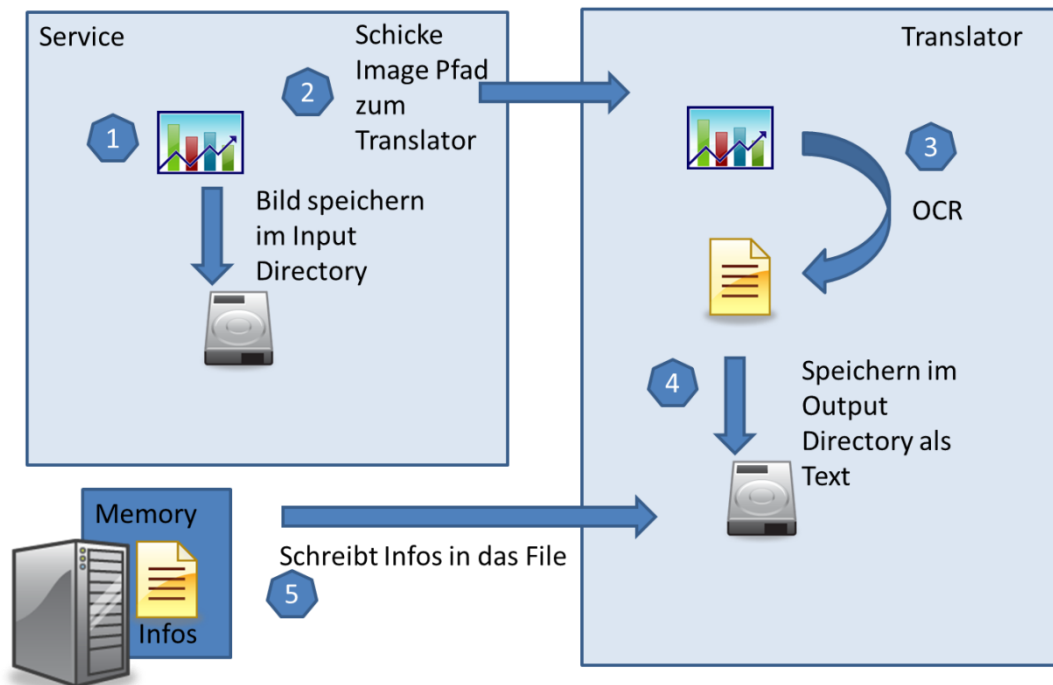 Service
1
2
Schicke
Image Pfad
zum
Translator
Bild speichern
im Input
Directory
Translator
3
OCR
4
Speichern im
Output
Directory als
Text
Memory
Infos
Schreibt Infos in das File
5